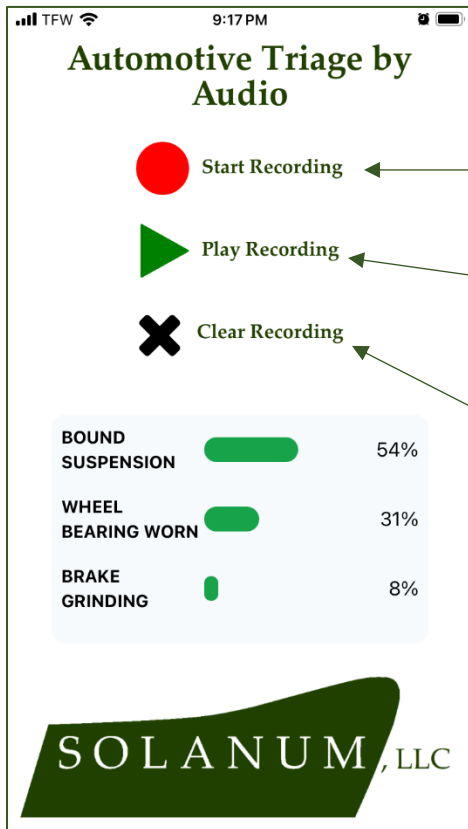 TFW 9:17 PM
Automotive Triage by
Audio
Start Recording
Play Recording
Clear Recording
BOUND
SUSPENSION 54%
WHEEL
BEARING WORN 31%
BRAKE
GRINDING 8%
SOLANUM, LLC